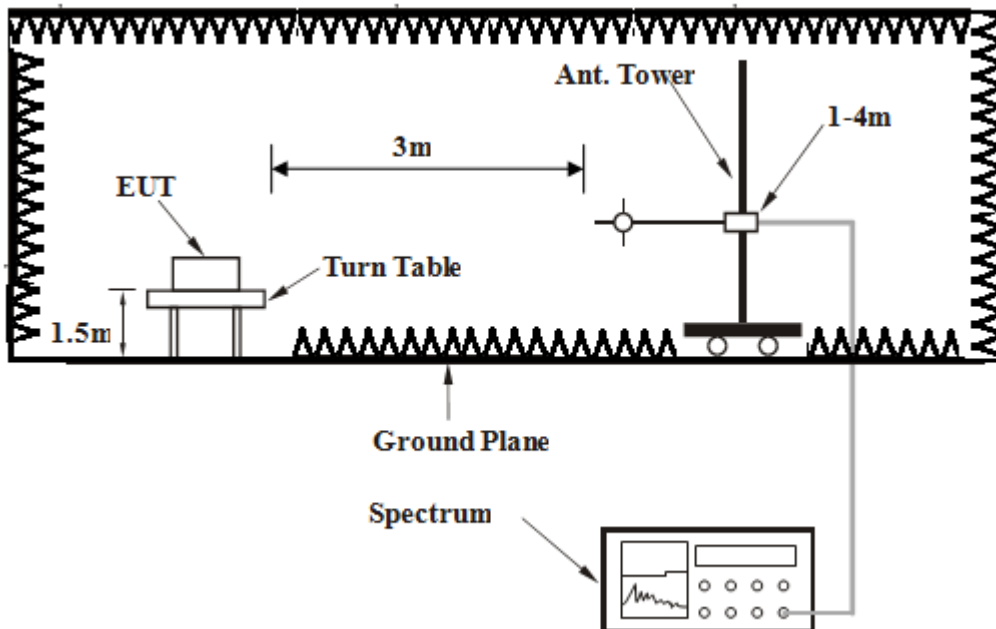 Ant. Tower
1-4m
3m
EUT
Turn Table
1.5m
Ground Plane
Spectrum